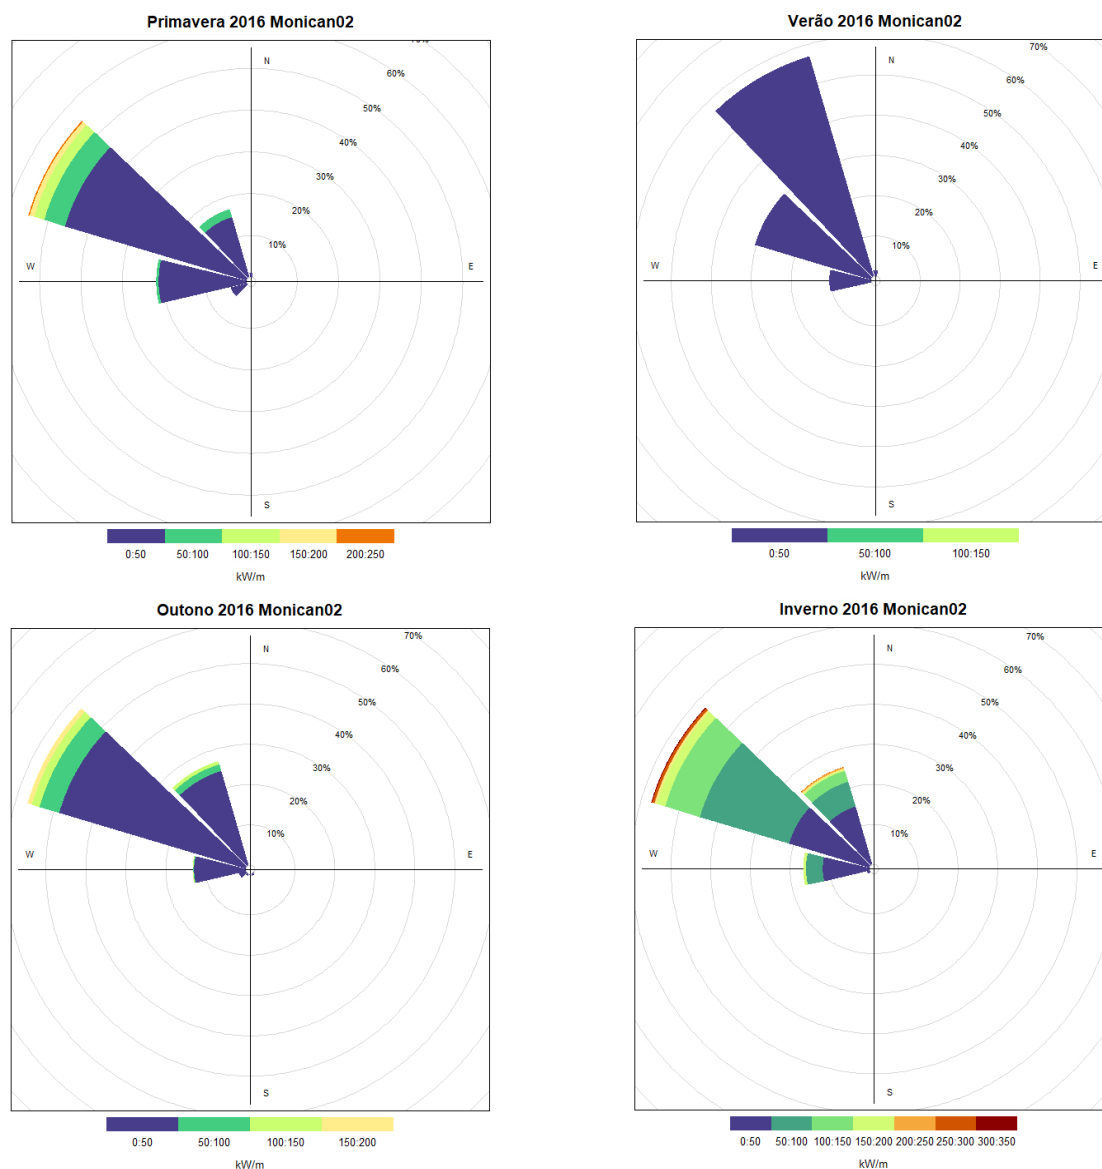 Primavera 2016 Monican02
70%
60%
50%
40%
30%
20%
10%
N
W
E
S
0:50 50:100 100:150 150:200 200:250
kW/m
Verão 2016 Monican02
70%
60%
50%
40%
30%
20%
10%
N
W
E
S
0:50 50:100 100:150
kW/m
Outono 2016 Monican02
70%
60%
50%
40%
30%
20%
10%
N
W
E
S
0:50 50:100 100:150 150:200
kW/m
Inverno 2016 Monican02
70%
60%
50%
40%
30%
20%
10%
N
W
E
S
0:50 50:100 100:150 150:200 200:250 250:300 300:350
kW/m